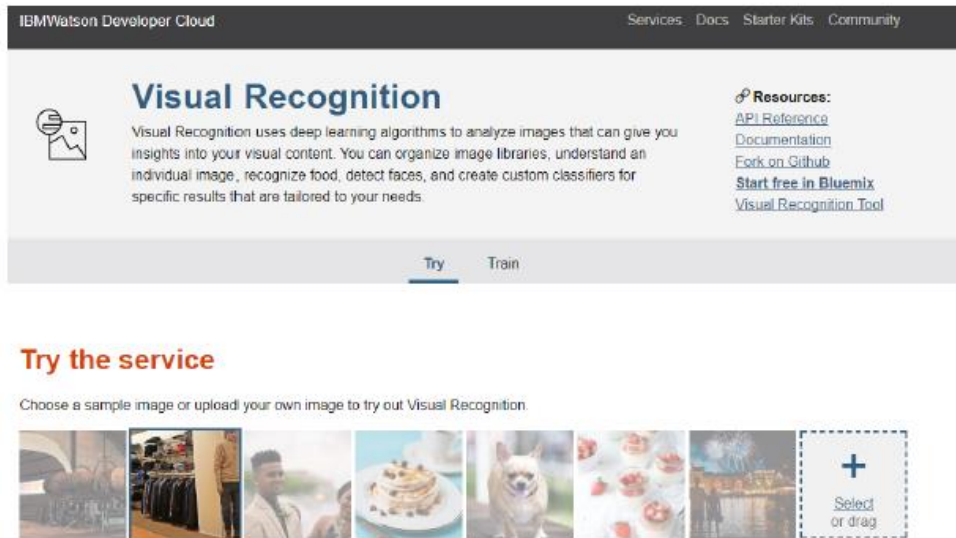 IBMWatson Developer Cloud
Services Docs Starter Kits Community
Visual Recognition
Visual Recognition uses deep learning algorithms to analyze images that can give you
insights into your visual content. You can organize image libraries, understand an
individual image, recognize food, detect faces, and create custom classifiers for
specific results that are tailored to your needs.
Resources:
API Reference
Documentation
Fork on Github
Start free in Bluemix
Visual Recognition Tool
Try Train
Try the service
Choose a sample image or upload your own image to try out Visual Recognition.
+
Select
or drag